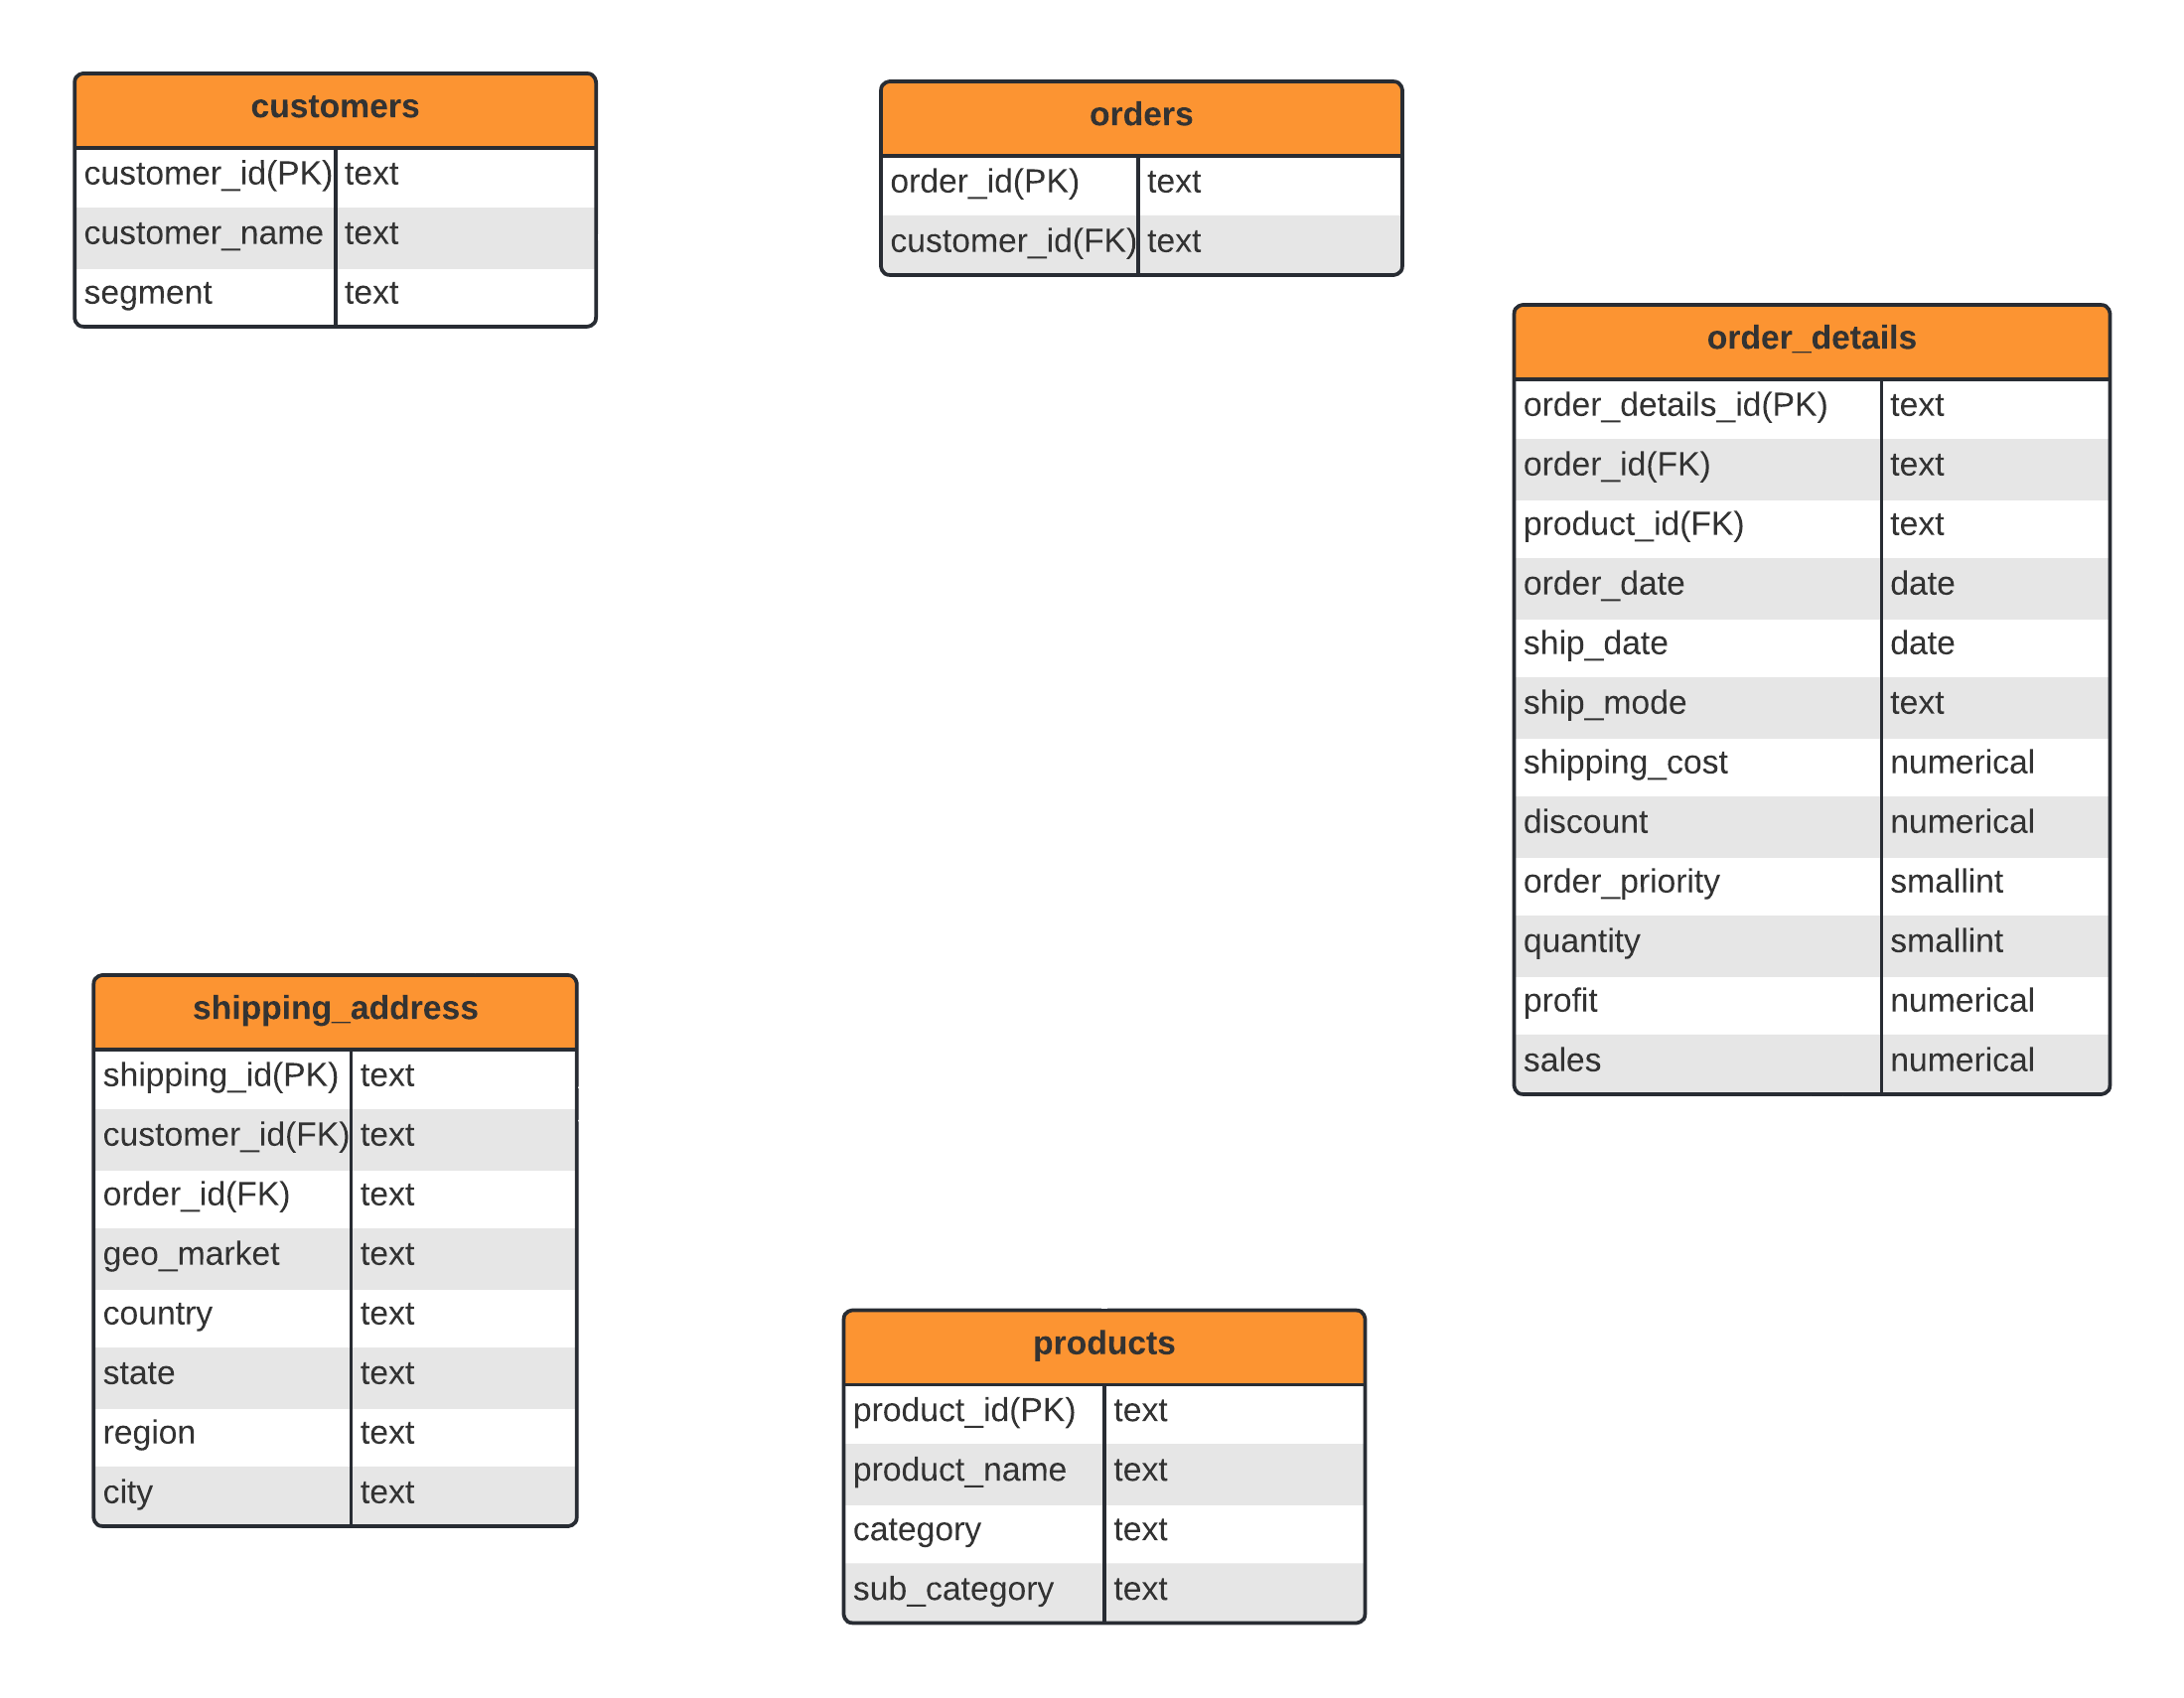 customers
customer_id(PK) text
customer_name text
segment text
orders
order_id(PK) text
customer_id(FK) text
order_details
order_details_id(PK) text
order_id(FK) text
product_id(FK) text
order_date date
ship_date date
ship_mode text
shipping_cost numerical
discount numerical
order_priority smallint
quantity smallint
profit numerical
sales numerical
shipping_address
shipping_id(PK) text
customer_id(FK) text
order_id(FK) text
geo_market text
country text
state text
region text
city text
products
product_id(PK) text
product_name text
category text
sub_category text